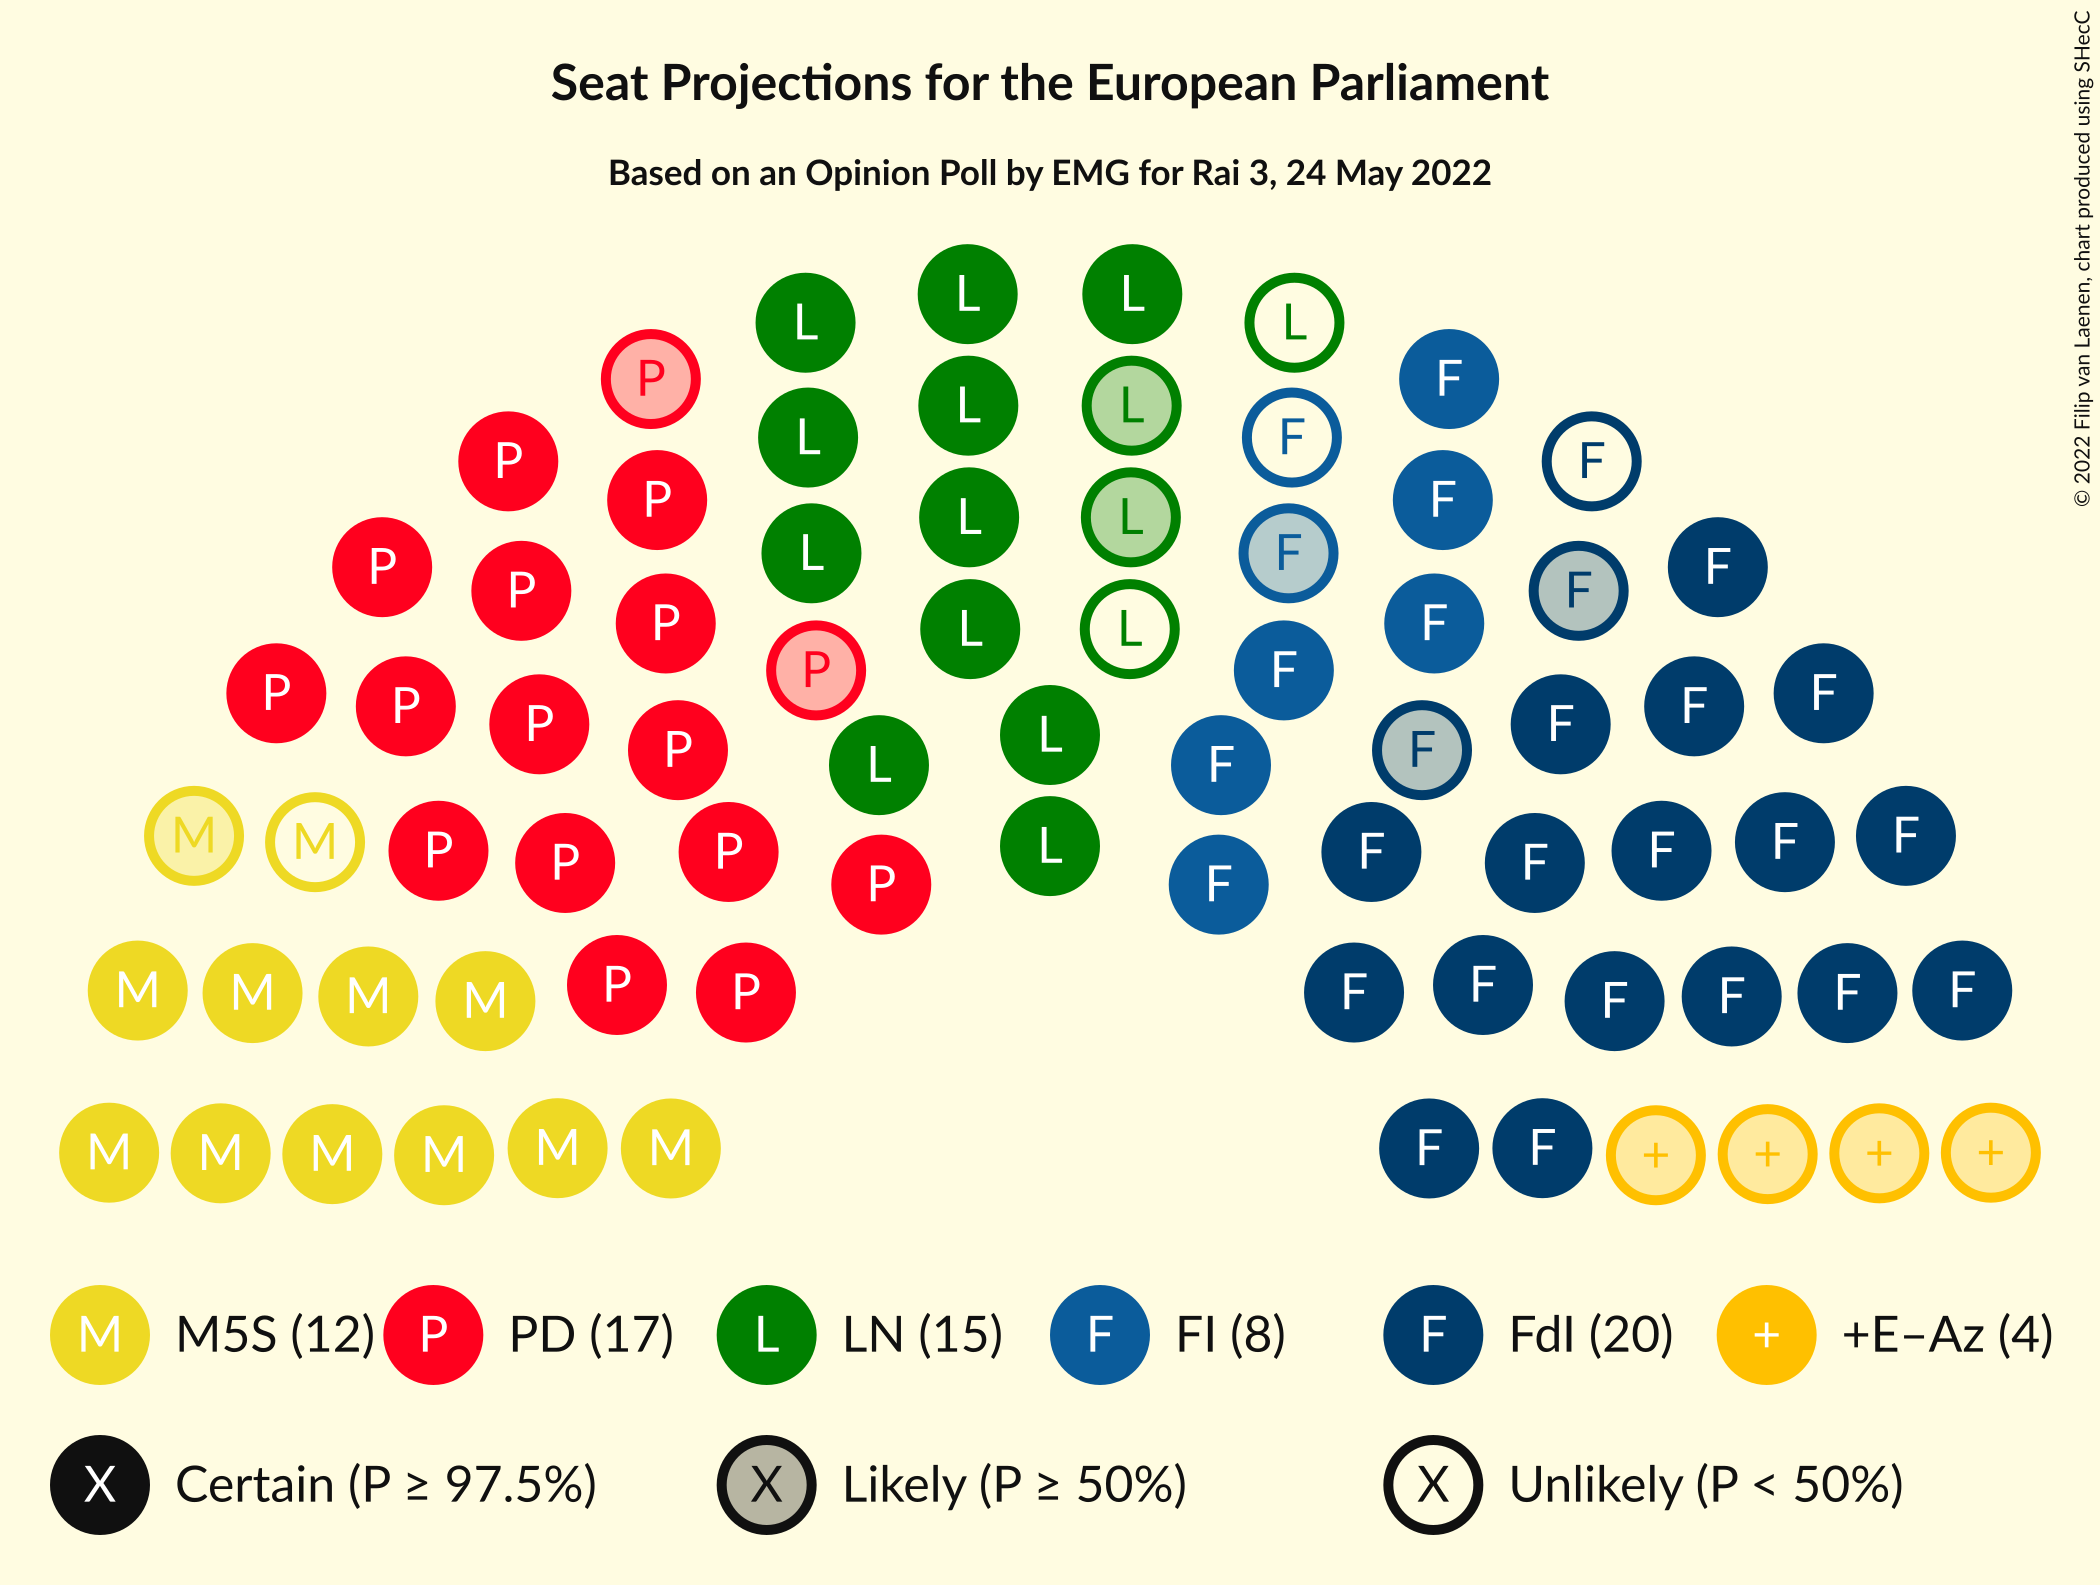 Seat Projections for the European Parliament
Based on an Opinion Poll by EMG for Rai 3, 24 May 2022
© 2022 Filip van Laenen, chart produced using SHecC
L L
L L
P F
L L
P F
L F
P F
L L
P F
L F
P F
P F
P F
L L
P F
P F
P F
P F
L
P F
L F
M F
M F
P F
L
P F
P F
P F
M F
M F
M F
M F
P F
P F
M M M M M M F F + + + +
M M5S (12) P PD (17) L LN (15) F FI (8) F FdI (20) + +E–Az (4)
X Certain (P ≥ 97.5%) X Likely (P ≥ 50%) X Unlikely (P < 50%)